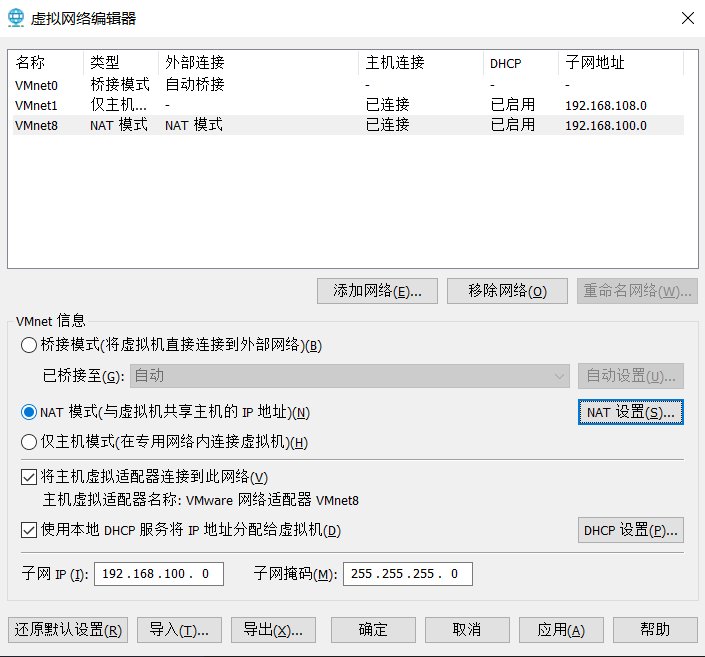 虚拟网络编辑器
名称 类型 外部连接 主机连接 DHCP 子网地址
VMnet0 桥接模式 自动桥接 - - -
VMnet1 仅主机... - 已连接 已启用 192.168.108.0
VMnet8 NAT 模式 NAT 模式 已连接 已启用 192.168.100.0
添加网络(E)... 移除网络(O) 重命名网络(W)...
VMnet 信息
桥接模式(将虚拟机直接连接到外部网络)(B)
已桥接至(G): 自动 自动设置(U)...
NAT 模式(与虚拟机共享主机的 IP 地址)(N) NAT 设置(S)...
仅主机模式(在专用网络内连接虚拟机)(H)
将主机虚拟适配器连接到此网络(V)
主机虚拟适配器名称: VMware 网络适配器 VMnet8
使用本地 DHCP 服务将 IP 地址分配给虚拟机(D) DHCP 设置(P)...
子网 IP (I): 192 . 168 . 100 . 0 子网掩码(M): 255 . 255 . 255 . 0
还原默认设置(R) 导入(T)... 导出(X)... 确定 取消 应用(A) 帮助